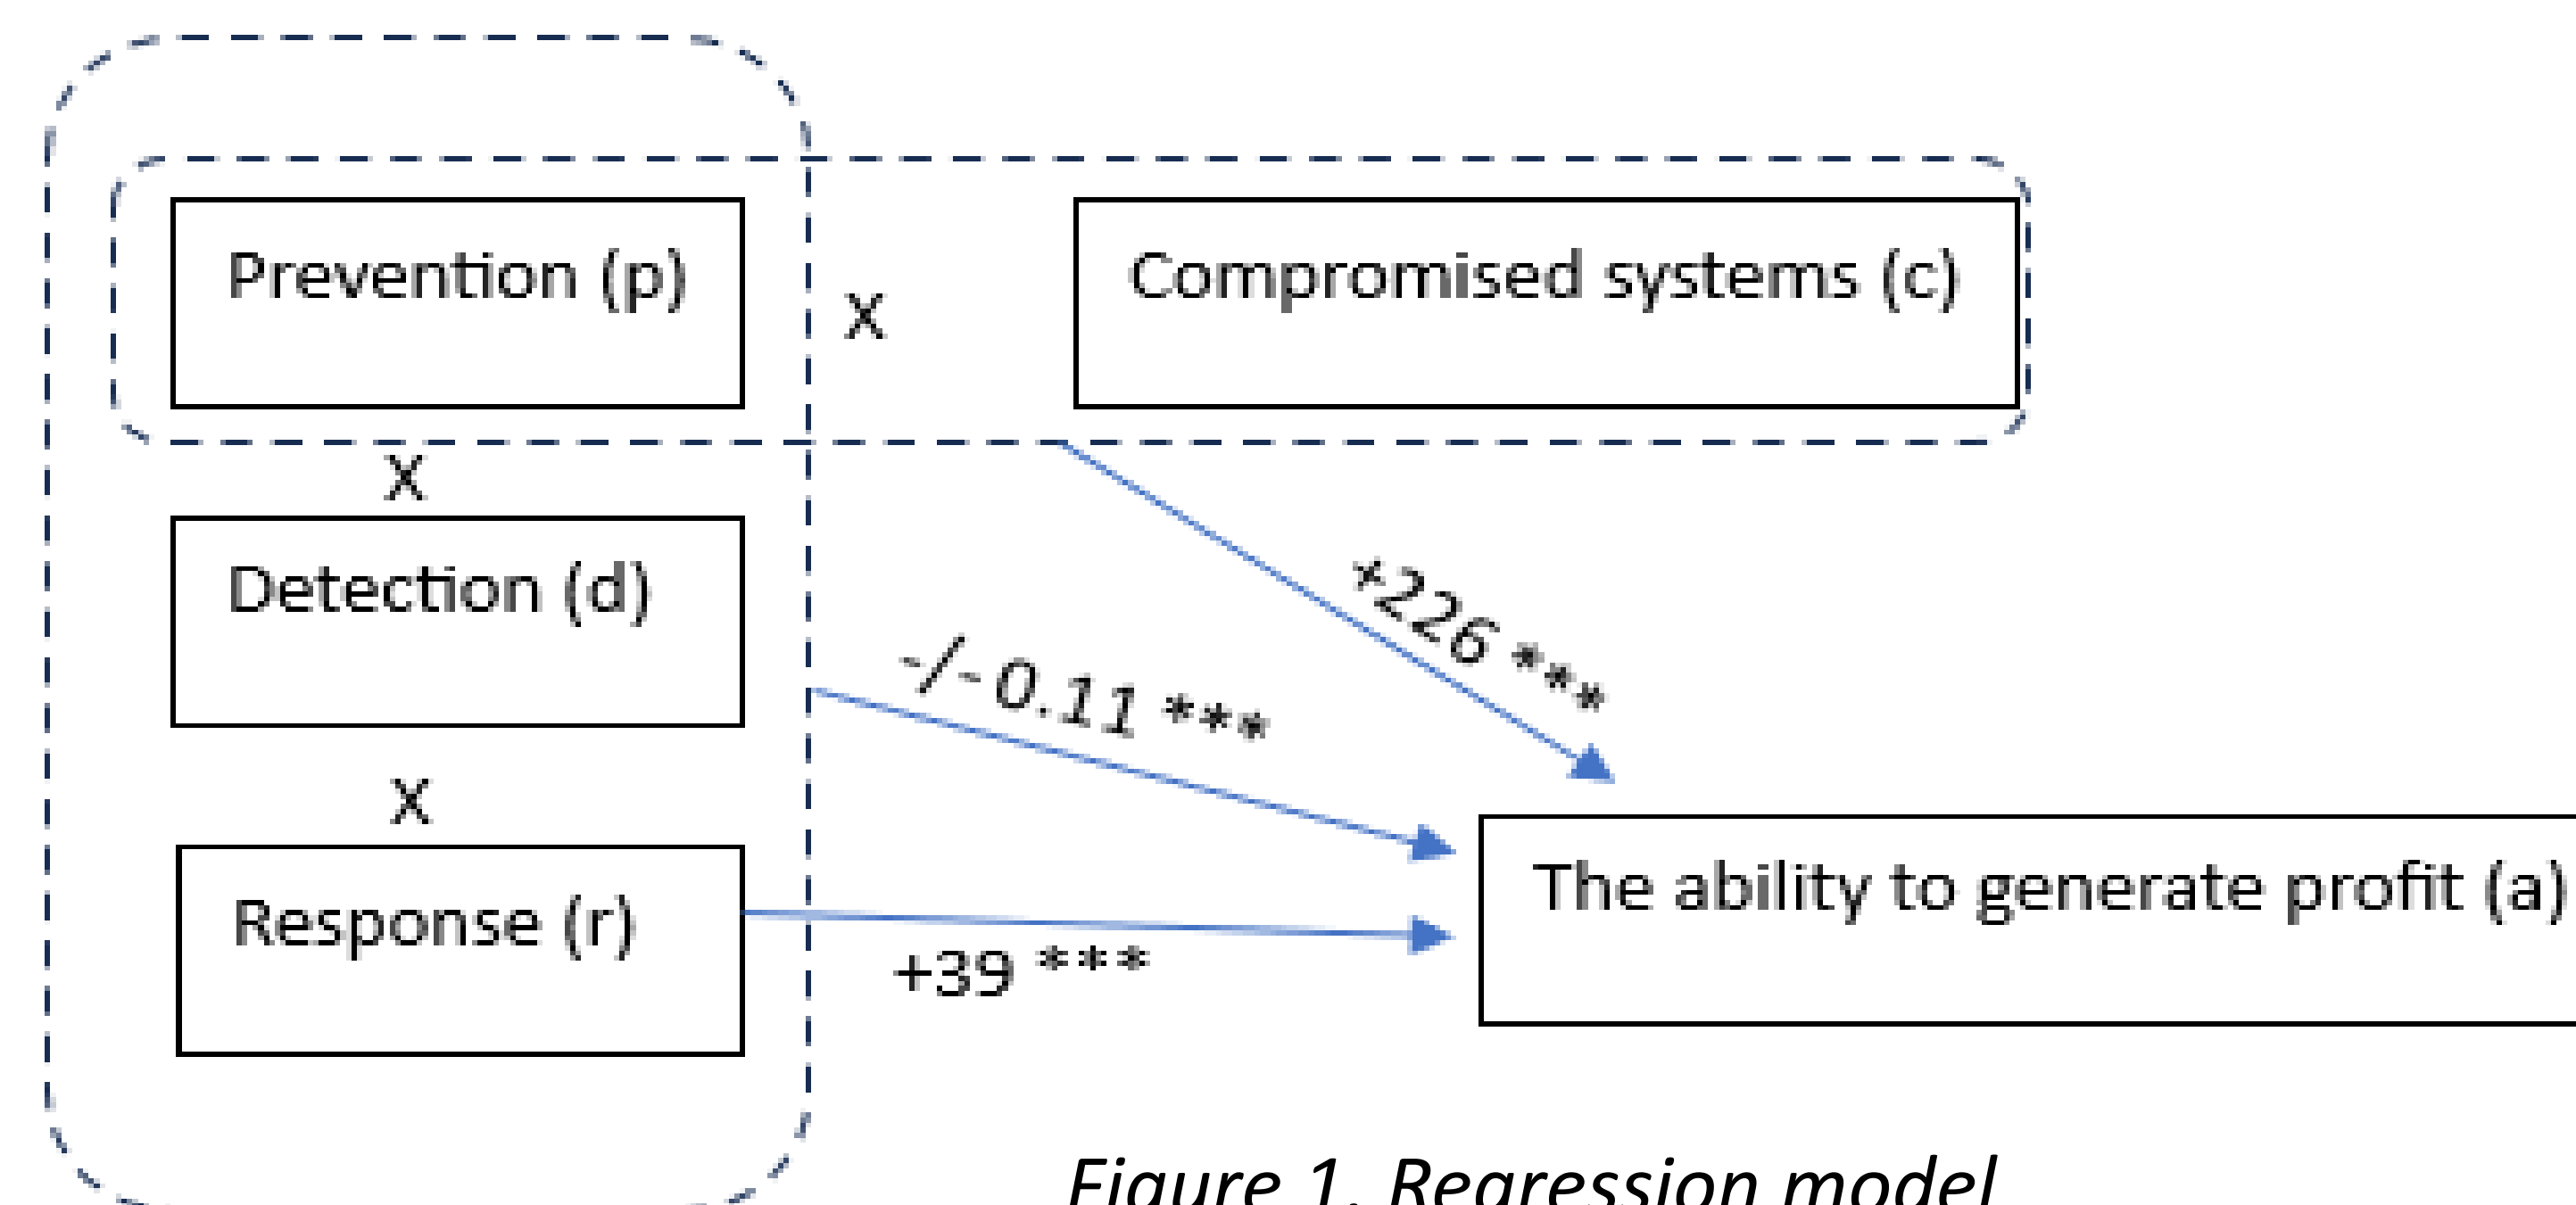 Prevention (p)
x
Compromised systems (c)
x
Detection (d)
+226 ***
-/- 0.11 ***
x
Response (r)
The ability to generate profit (a)
+39 ***
Figure 1. Regression model